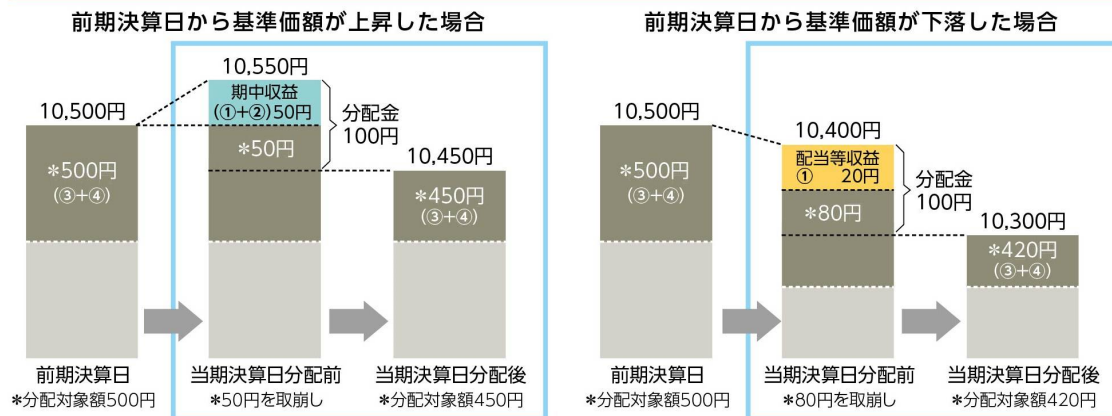 前期決算日から基準価額が上昇した場合
10,550円
期中収益
(①+②)50円
分配金
100円
10,500円
*50円
10,450円
*500円
(③+④)
*450円
(③+④)
前期決算日
当期決算日分配前
当期決算日分配後
*分配対象額500円
*50円を取崩し
*分配対象額450円
前期決算日から基準価額が下落した場合
10,500円
10,400円
配当等収益
① 20円
分配金
100円
*500円
(③+④)
*80円
10,300円
*420円
(③+④)
前期決算日
当期決算日分配前
当期決算日分配後
*分配対象額500円
*80円を取崩し
*分配対象額420円